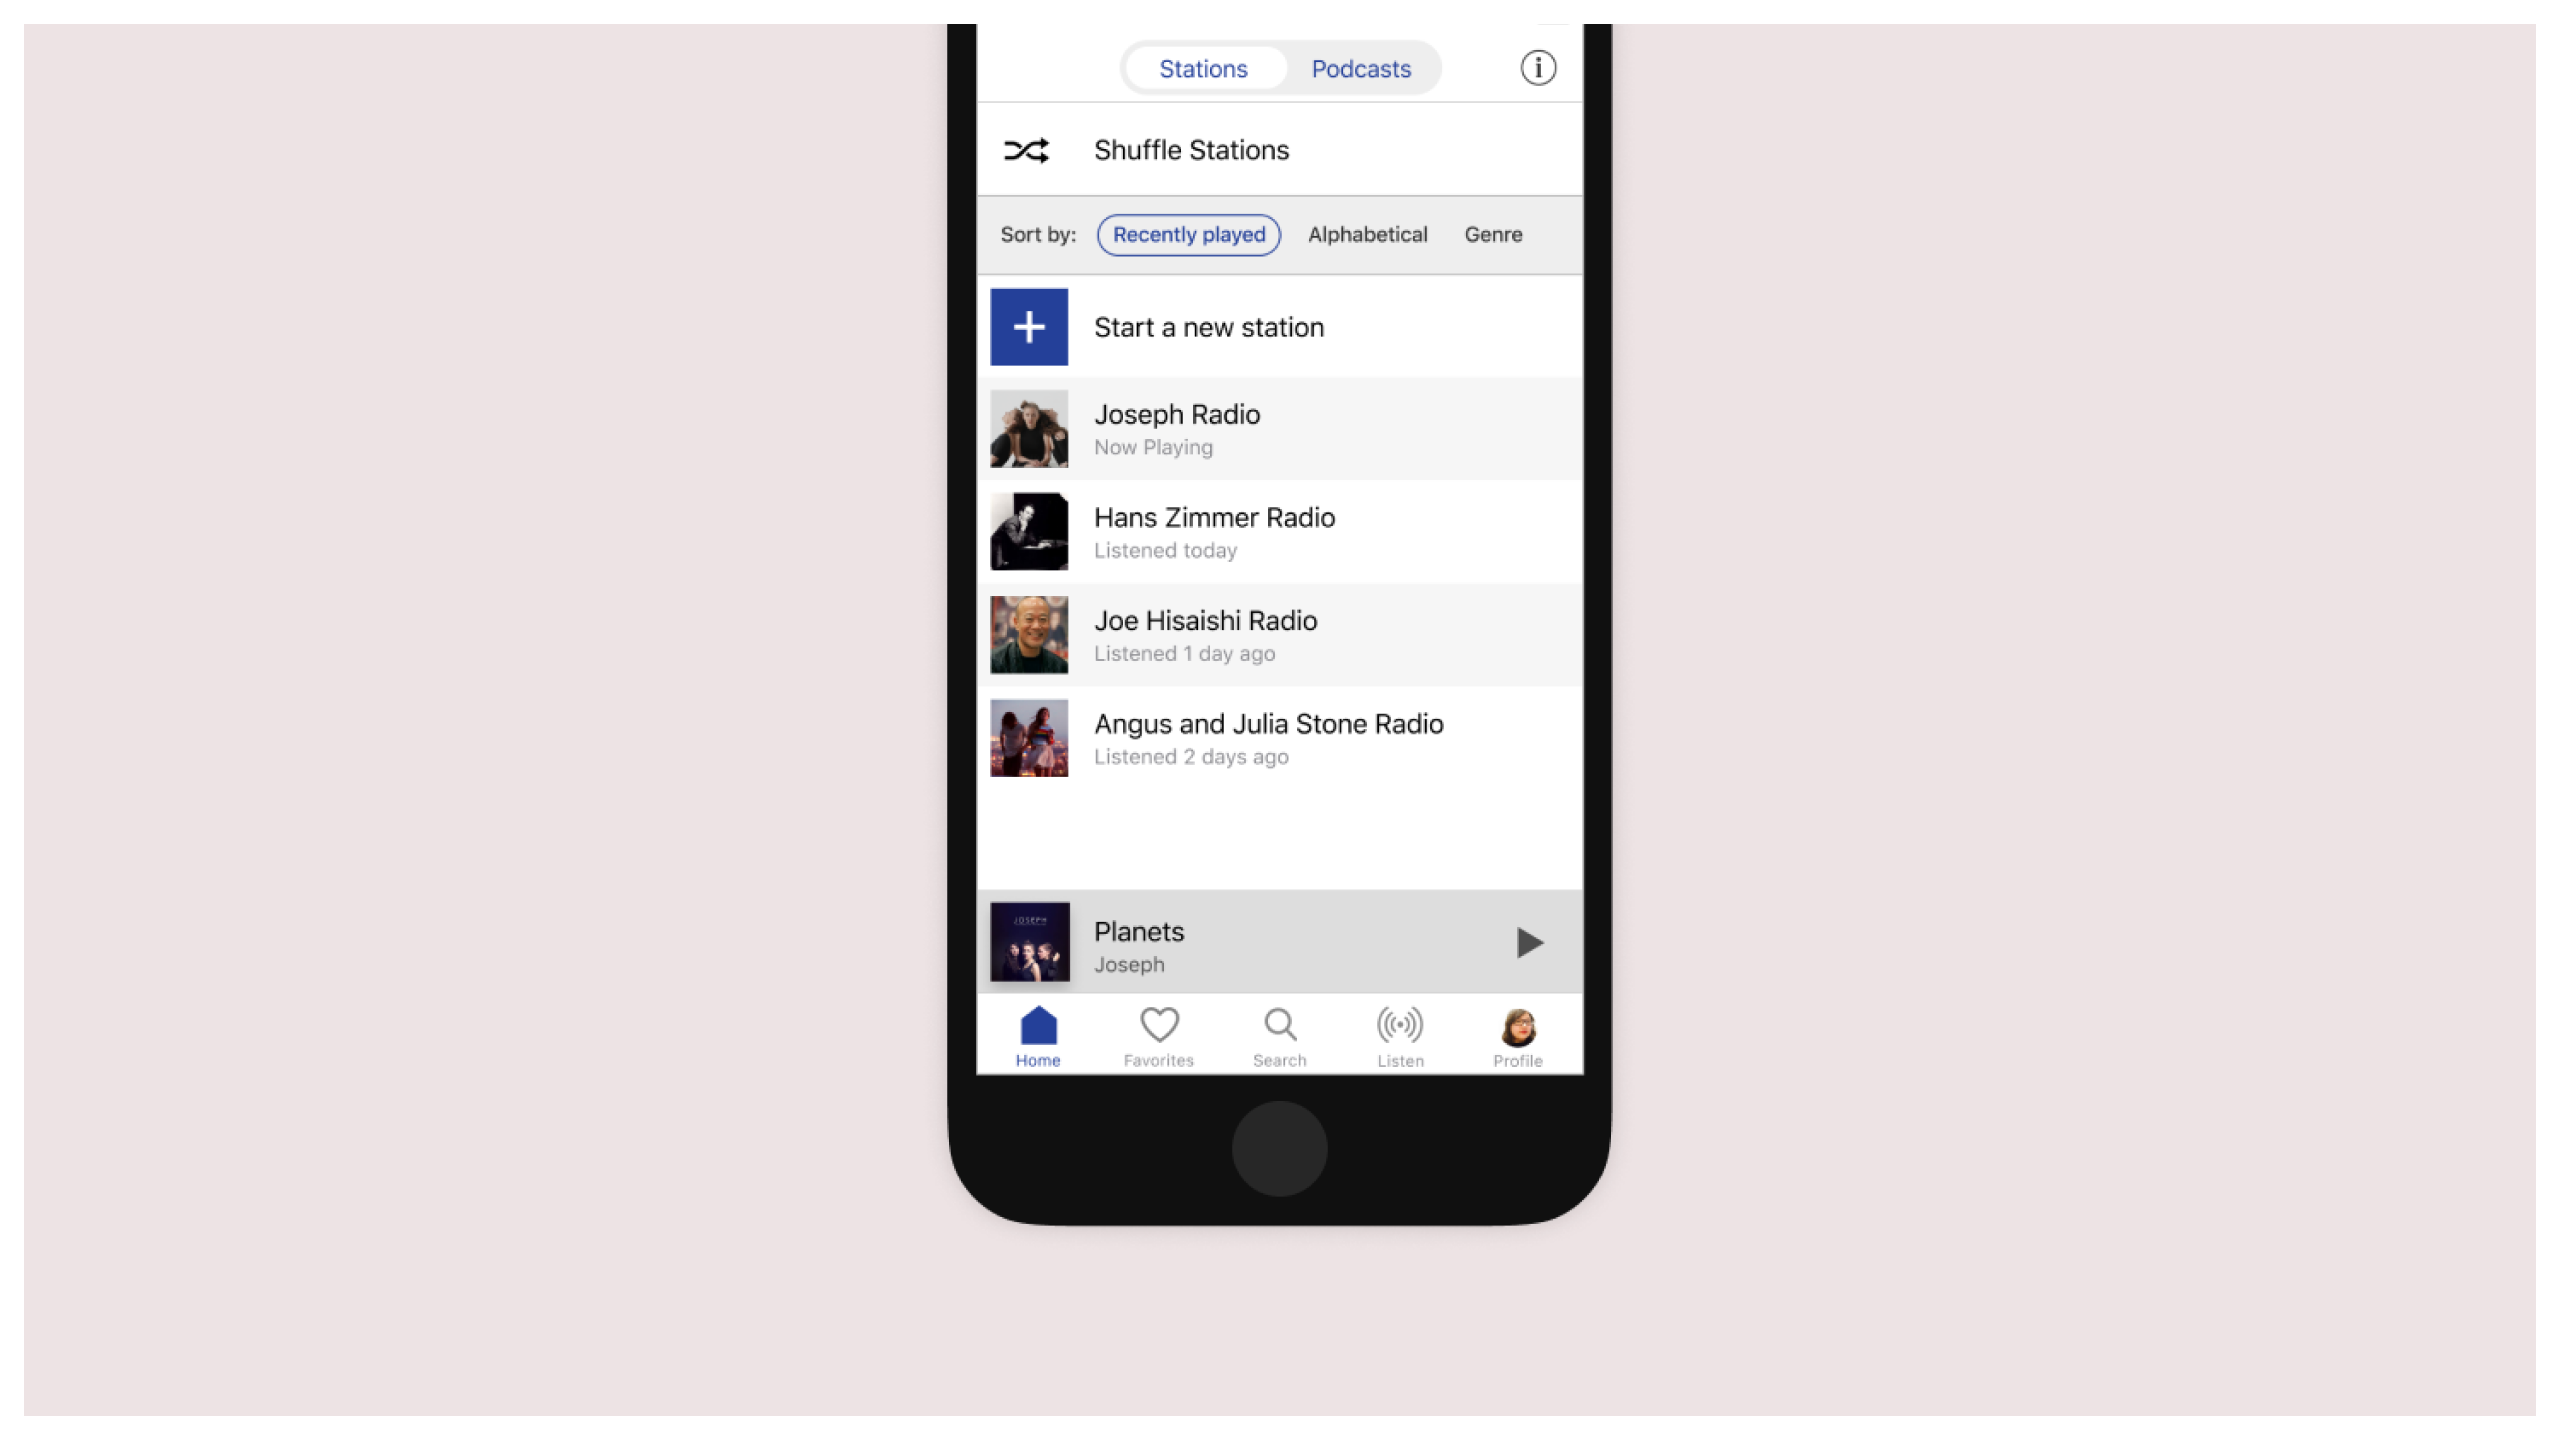 Stations Podcasts
Shuffle Stations
Sort by: Recently played Alphabetical Genre
Start a new station
Joseph Radio
Now Playing
Hans Zimmer Radio
Listened today
Joe Hisaishi Radio
Listened 1 day ago
Angus and Julia Stone Radio
Listened 2 days ago
JOSEPH
Planets
Joseph
Home Favorites Search Listen Profile